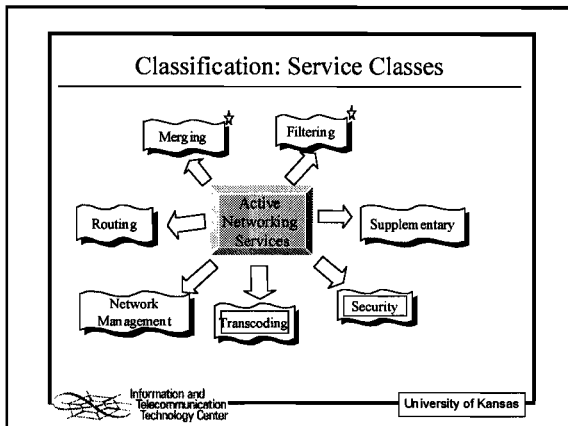 Classification: Service Classes
Merging
Filtering
Routing
Active
Networking
Services
Supplementary
Network
Management
Transcoding
Security
Information and
Telecommunication
Technology Center
University of Kansas